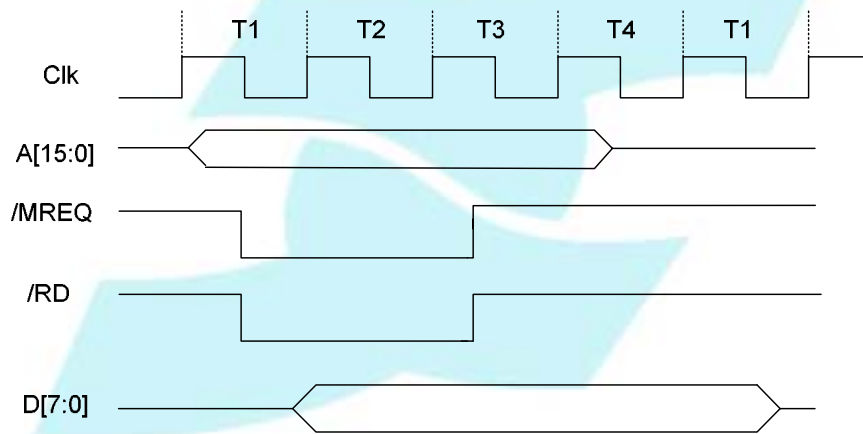 T1 T2 T3 T4 T1
Clk
A[15:0]
/MREQ
/RD
D[7:0]